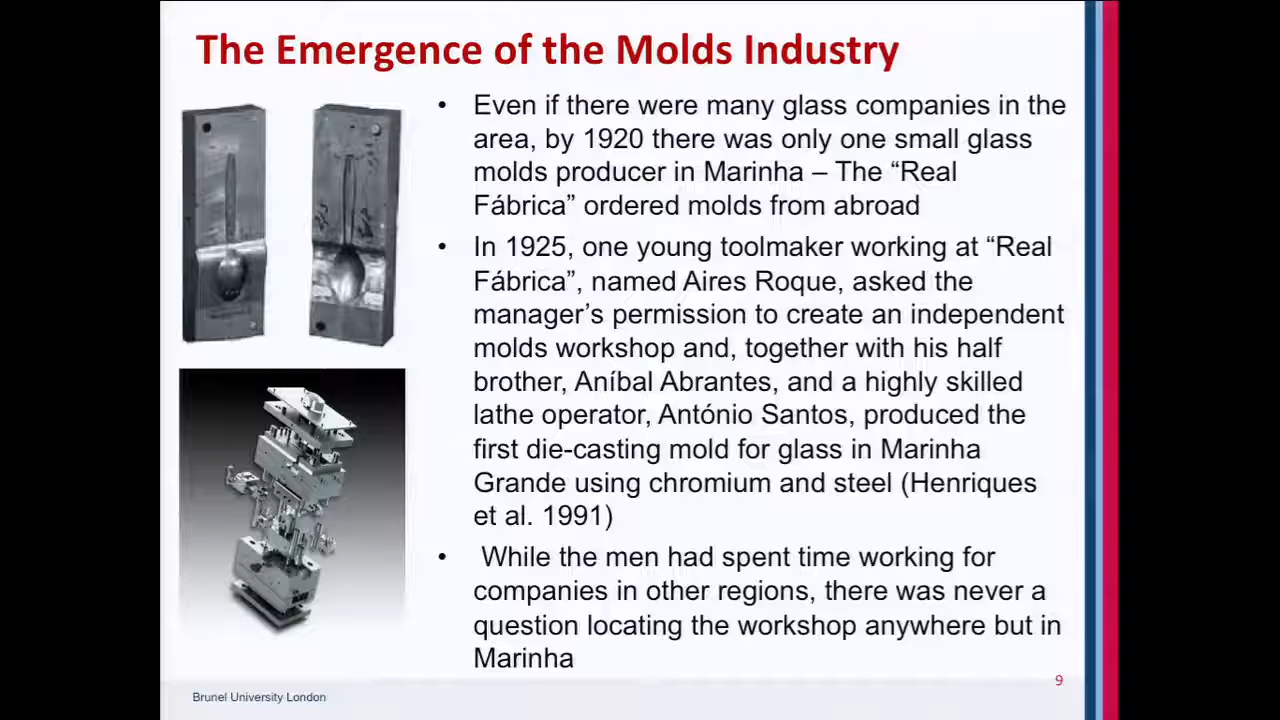 The Emergence of the Molds Industry
• Even if there were many glass companies in the
area, by 1920 there was only one small glass
molds producer in Marinha – The “Real
Fábrica” ordered molds from abroad
• In 1925, one young toolmaker working at “Real
Fábrica”, named Aires Roque, asked the
manager’s permission to create an independent
molds workshop and, together with his half
brother, Aníbal Abrantes, and a highly skilled
lathe operator, António Santos, produced the
first die-casting mold for glass in Marinha
Grande using chromium and steel (Henriques
et al. 1991)
• While the men had spent time working for
companies in other regions, there was never a
question locating the workshop anywhere but in
Marinha
9
Brunel University London